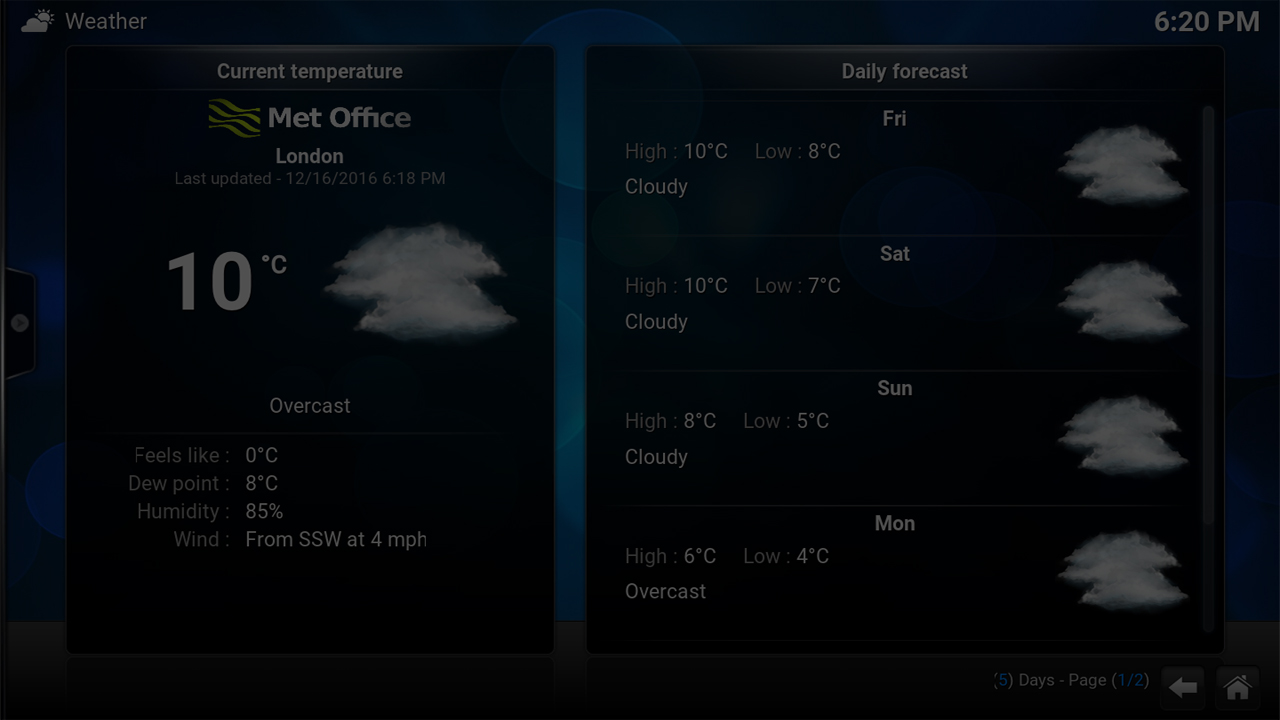 Weather
6:20 PM
Current temperature
Met Office
London
Last updated - 12/16/2016 6:18 PM
10 °C
Overcast
Feels like : 0°C
Dew point : 8°C
Humidity : 85%
Wind : From SSW at 4 mph
Daily forecast
Fri
High : 10°C Low : 8°C
Cloudy
Sat
High : 10°C Low : 7°C
Cloudy
Sun
High : 8°C Low : 5°C
Cloudy
Mon
High : 6°C Low : 4°C
Overcast
(5) Days - Page (1/2)